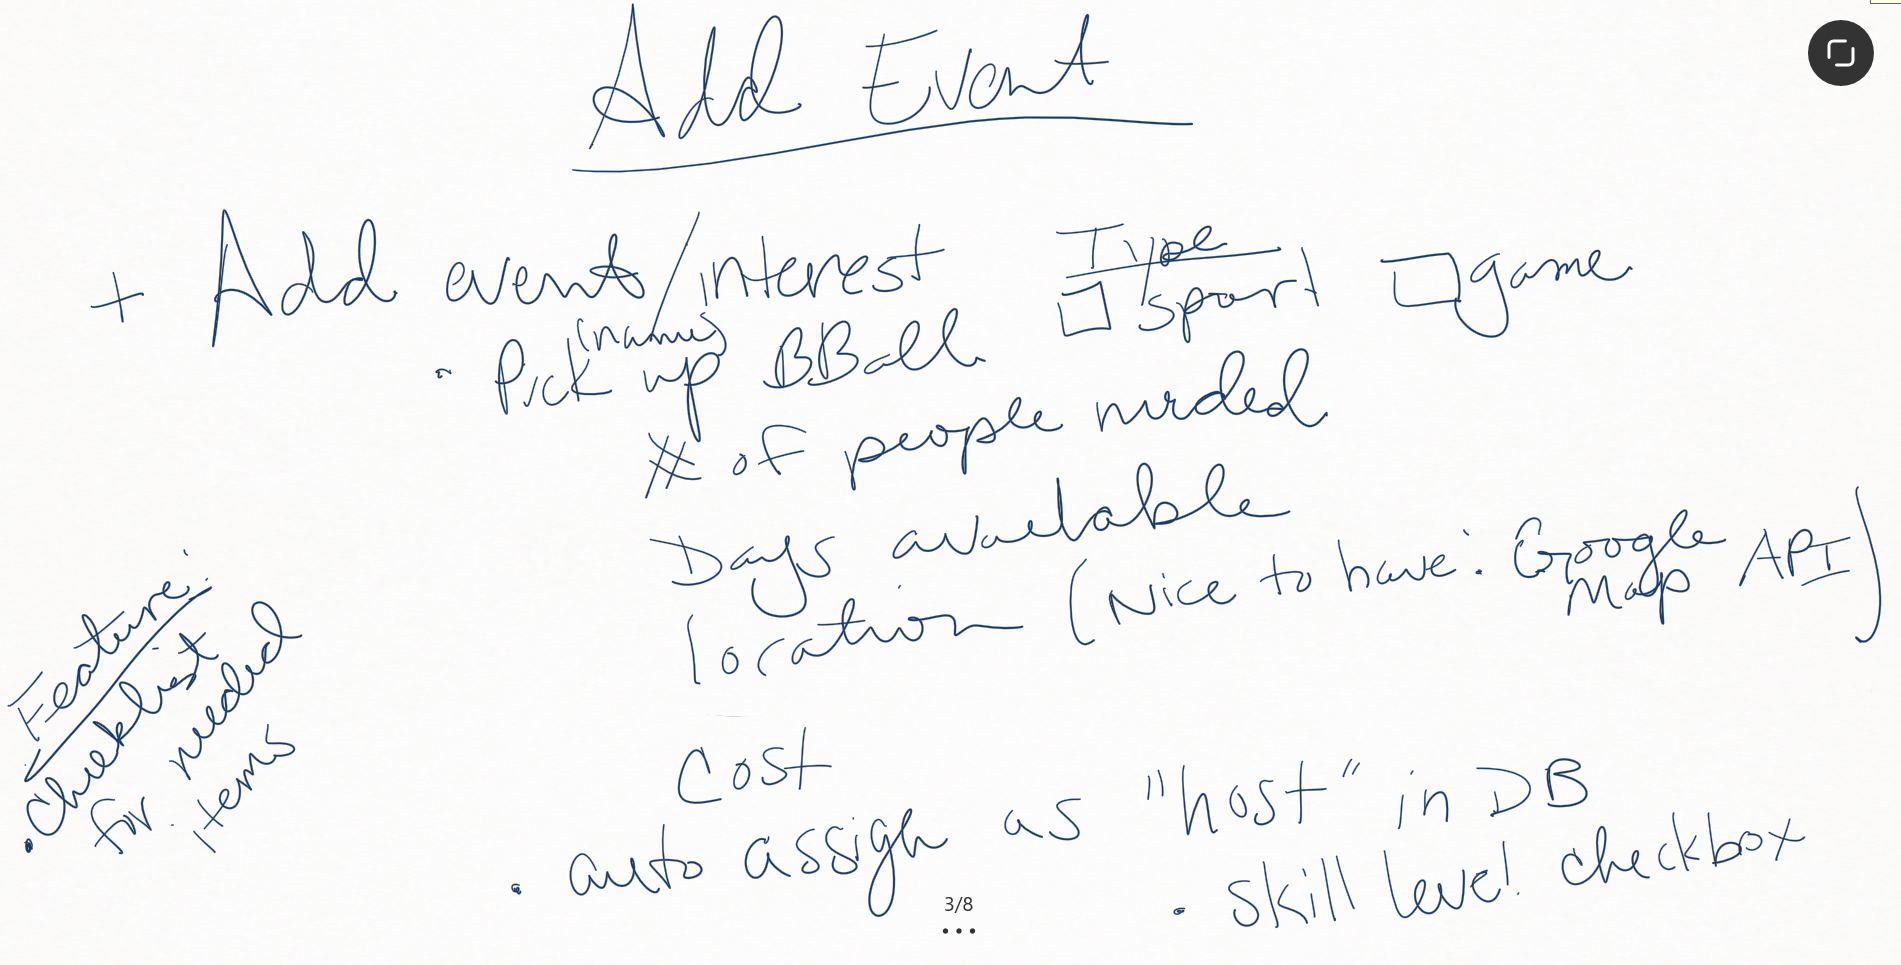 Add Event
+ Add event/interest
Type
□ sport □ game
(name)
• Pick up BBall
# of people needed
Days available
location (Nice to have: Google Maps API)
Feature:
• Checklist
for needed
items
Cost
• auto assign as "host" in DB
• skill level checkbox
3/8